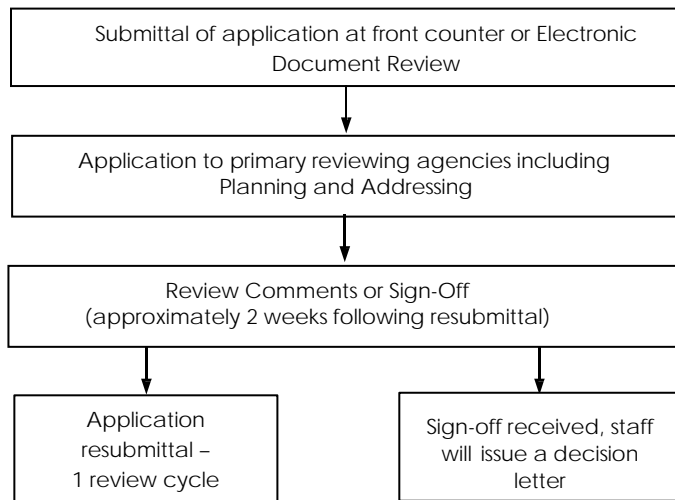 Submittal of application at front counter or Electronic
Document Review
Application to primary reviewing agencies including
Planning and Addressing
Review Comments or Sign-Off
(approximately 2 weeks following resubmittal)
Application
resubmittal –
1 review cycle
Sign-off received, staff
will issue a decision
letter